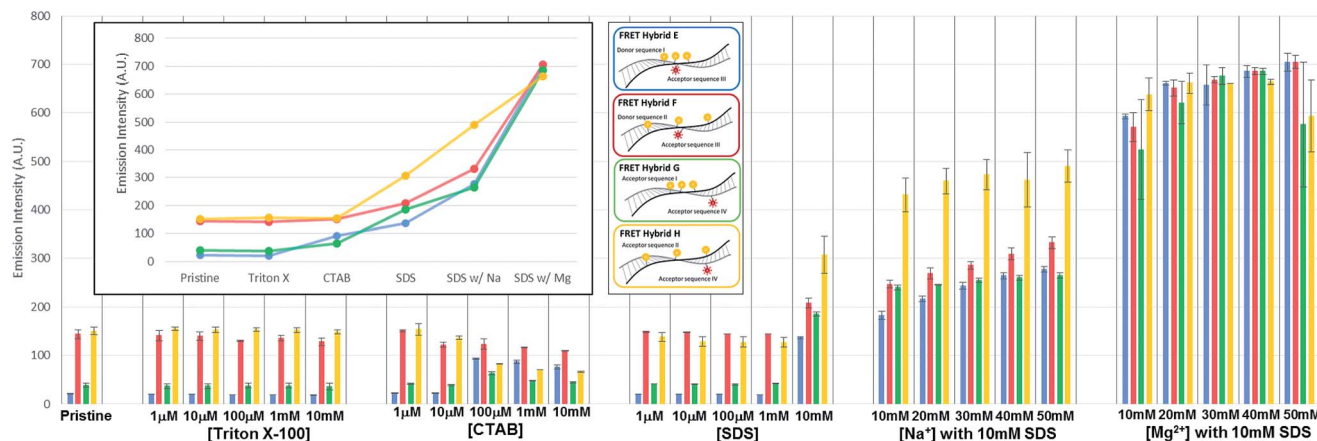 800
700
600
500
400
300
200
100
0
Emission Intensity (A.U.)
800
700
600
500
400
300
200
100
0
Emission Intensity (A.U.)
Pristine Triton X CTAB SDS SDS w/ Na SDS w/ Mg
FRET Hybrid E
Donor sequence I
Acceptor sequence III
FRET Hybrid F
Donor sequence II
Acceptor sequence III
FRET Hybrid G
Acceptor sequence I
Acceptor sequence IV
FRET Hybrid H
Acceptor sequence II
Acceptor sequence IV
Pristine
1μM 10μM 100μM 1mM 10mM
[Triton X-100]
1μM 10μM 100μM 1mM 10mM
[CTAB]
1μM 10μM 100μM 1mM 10mM
[SDS]
10mM 20mM 30mM 40mM 50mM
[Na⁺] with 10mM SDS
10mM 20mM 30mM 40mM 50mM
[Mg²⁺] with 10mM SDS